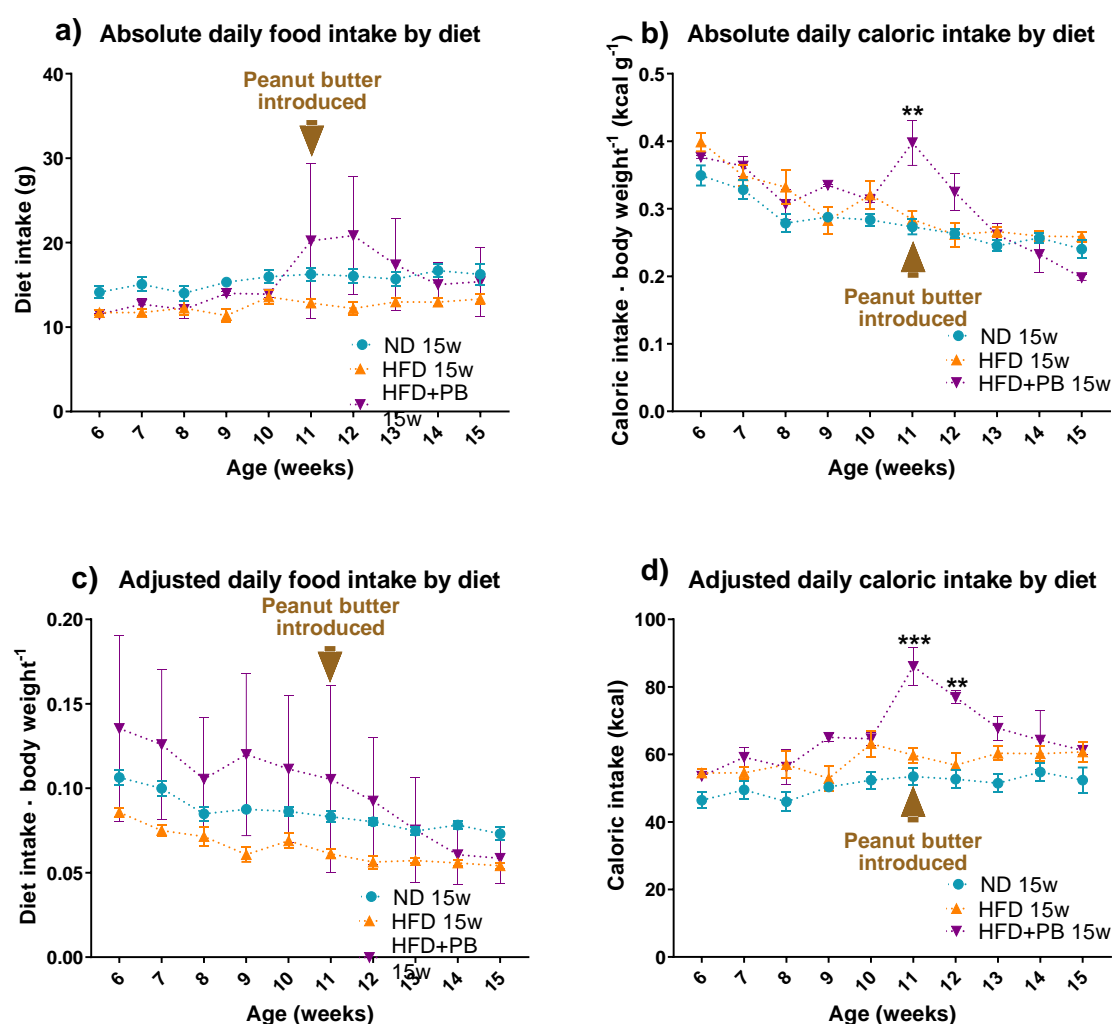 a) Absolute daily food intake by diet
Peanut butter
introduced
Diet intake (g)
40
30
20
10
0
6 7 8 9 10 11 12 13 14 15
Age (weeks)
ND 15w
HFD 15w
HFD+PB
15w
b) Absolute daily caloric intake by diet
Caloric intake · body weight⁻¹ (kcal g⁻¹)
0.5
0.4
0.3
0.2
0.1
0.0
**
Peanut butter
introduced
ND 15w
HFD 15w
HFD+PB 15w
6 7 8 9 10 11 12 13 14 15
Age (weeks)
c) Adjusted daily food intake by diet
Peanut butter
introduced
Diet intake · body weight⁻¹
0.20
0.15
0.10
0.05
0.00
ND 15w
HFD 15w
HFD+PB
15w
6 7 8 9 10 11 12 13 14 15
Age (weeks)
d) Adjusted daily caloric intake by diet
Caloric intake (kcal)
100
80
60
40
20
0
***
**
Peanut butter
introduced
ND 15w
HFD 15w
HFD+PB 15w
6 7 8 9 10 11 12 13 14 15
Age (weeks)